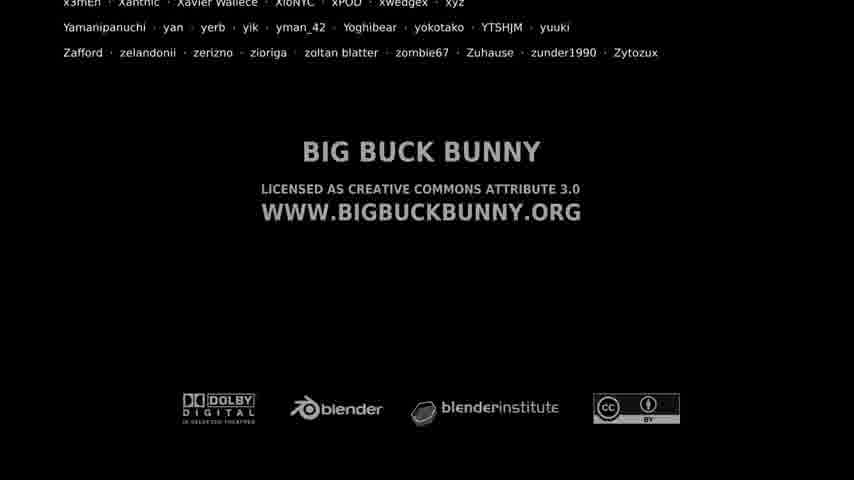 x3mEn · Xanthic · Xavier Wallece · XioNYC · xPOD · xwedgex · xyz
Yamanipanuchi · yan · yerb · yik · yman_42 · Yoghibear · yokotako · YTSHJM · yuuki
Zafford · zelandonii · zerizno · zioriga · zoltan blatter · zombie67 · Zuhause · zunder1990 · Zytozux
BIG BUCK BUNNY
LICENSED AS CREATIVE COMMONS ATTRIBUTE 3.0
WWW.BIGBUCKBUNNY.ORG
DOLBY
DIGITAL
IN SELECTED THEATRES
blender
blenderinstitute
cc
BY